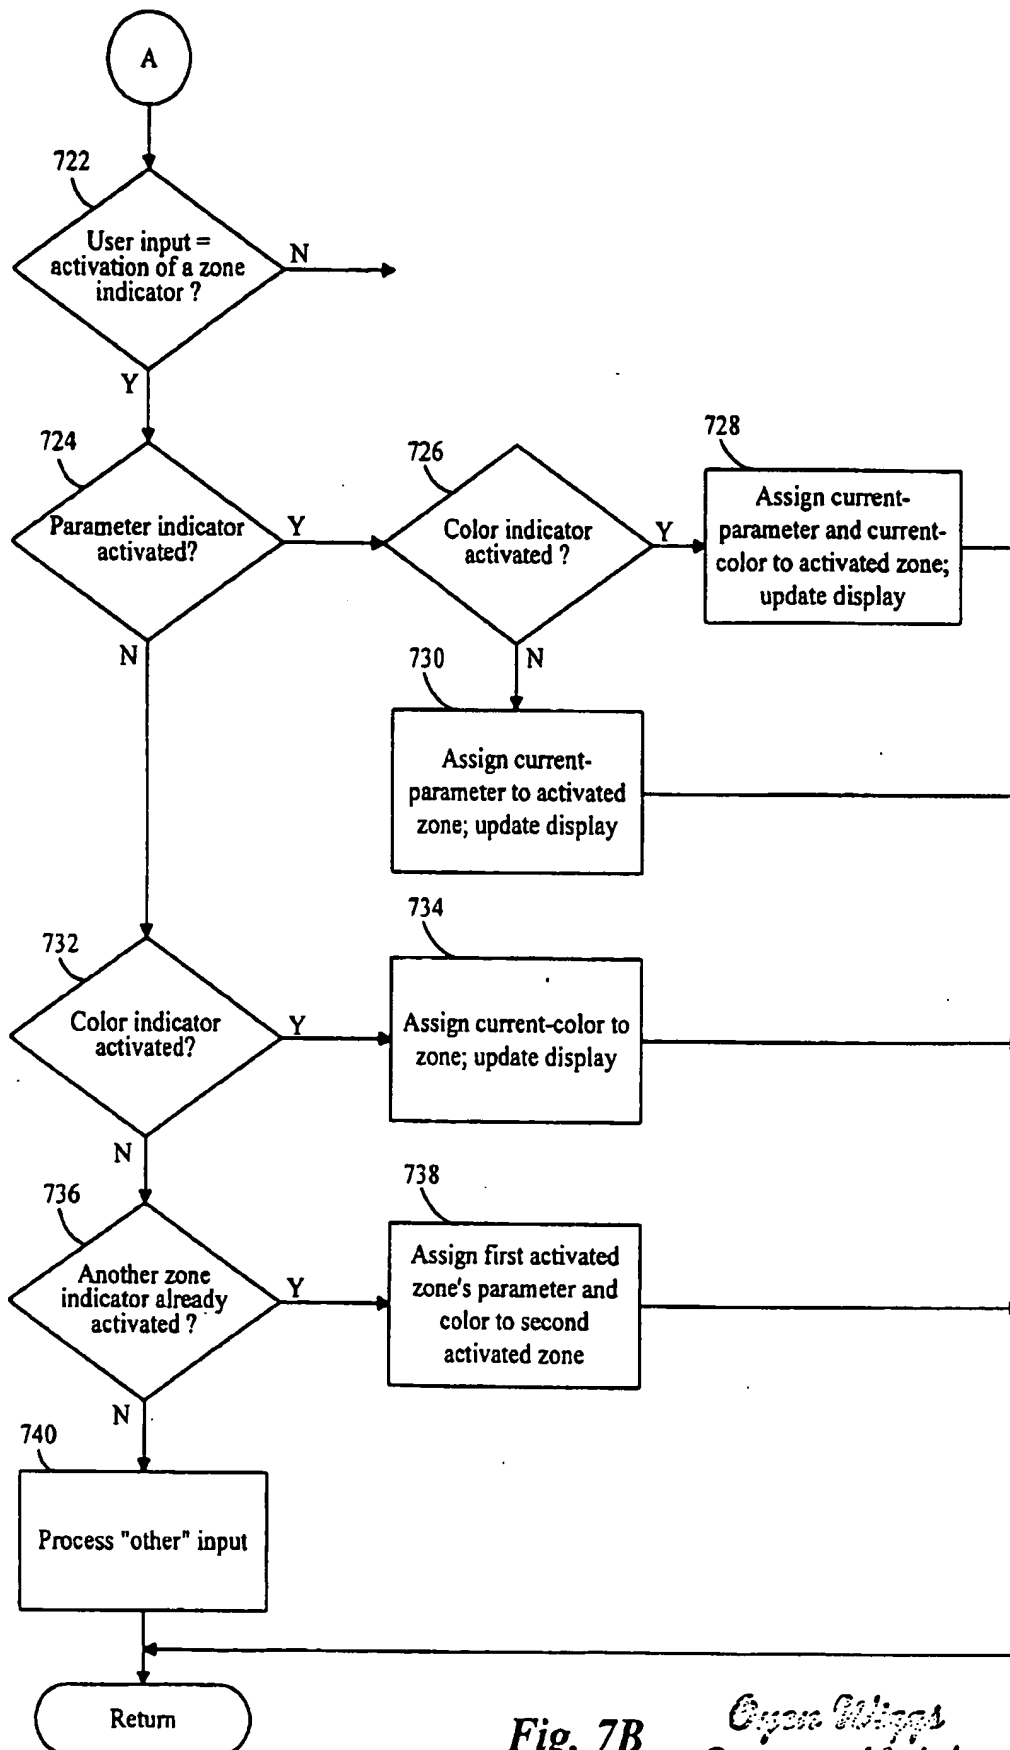 A
722
User input =
activation of a zone
indicator ?
N
Y
724
Parameter indicator
activated?
Y
N
726
Color indicator
activated ?
Y
N
728
Assign current-
parameter and current-
color to activated zone;
update display
730
Assign current-
parameter to activated
zone; update display
732
Color indicator
activated?
Y
N
734
Assign current-color to
zone; update display
736
Another zone
indicator already
activated ?
Y
N
738
Assign first activated
zone's parameter and
color to second
activated zone
740
Process "other" input
Return
Fig. 7B